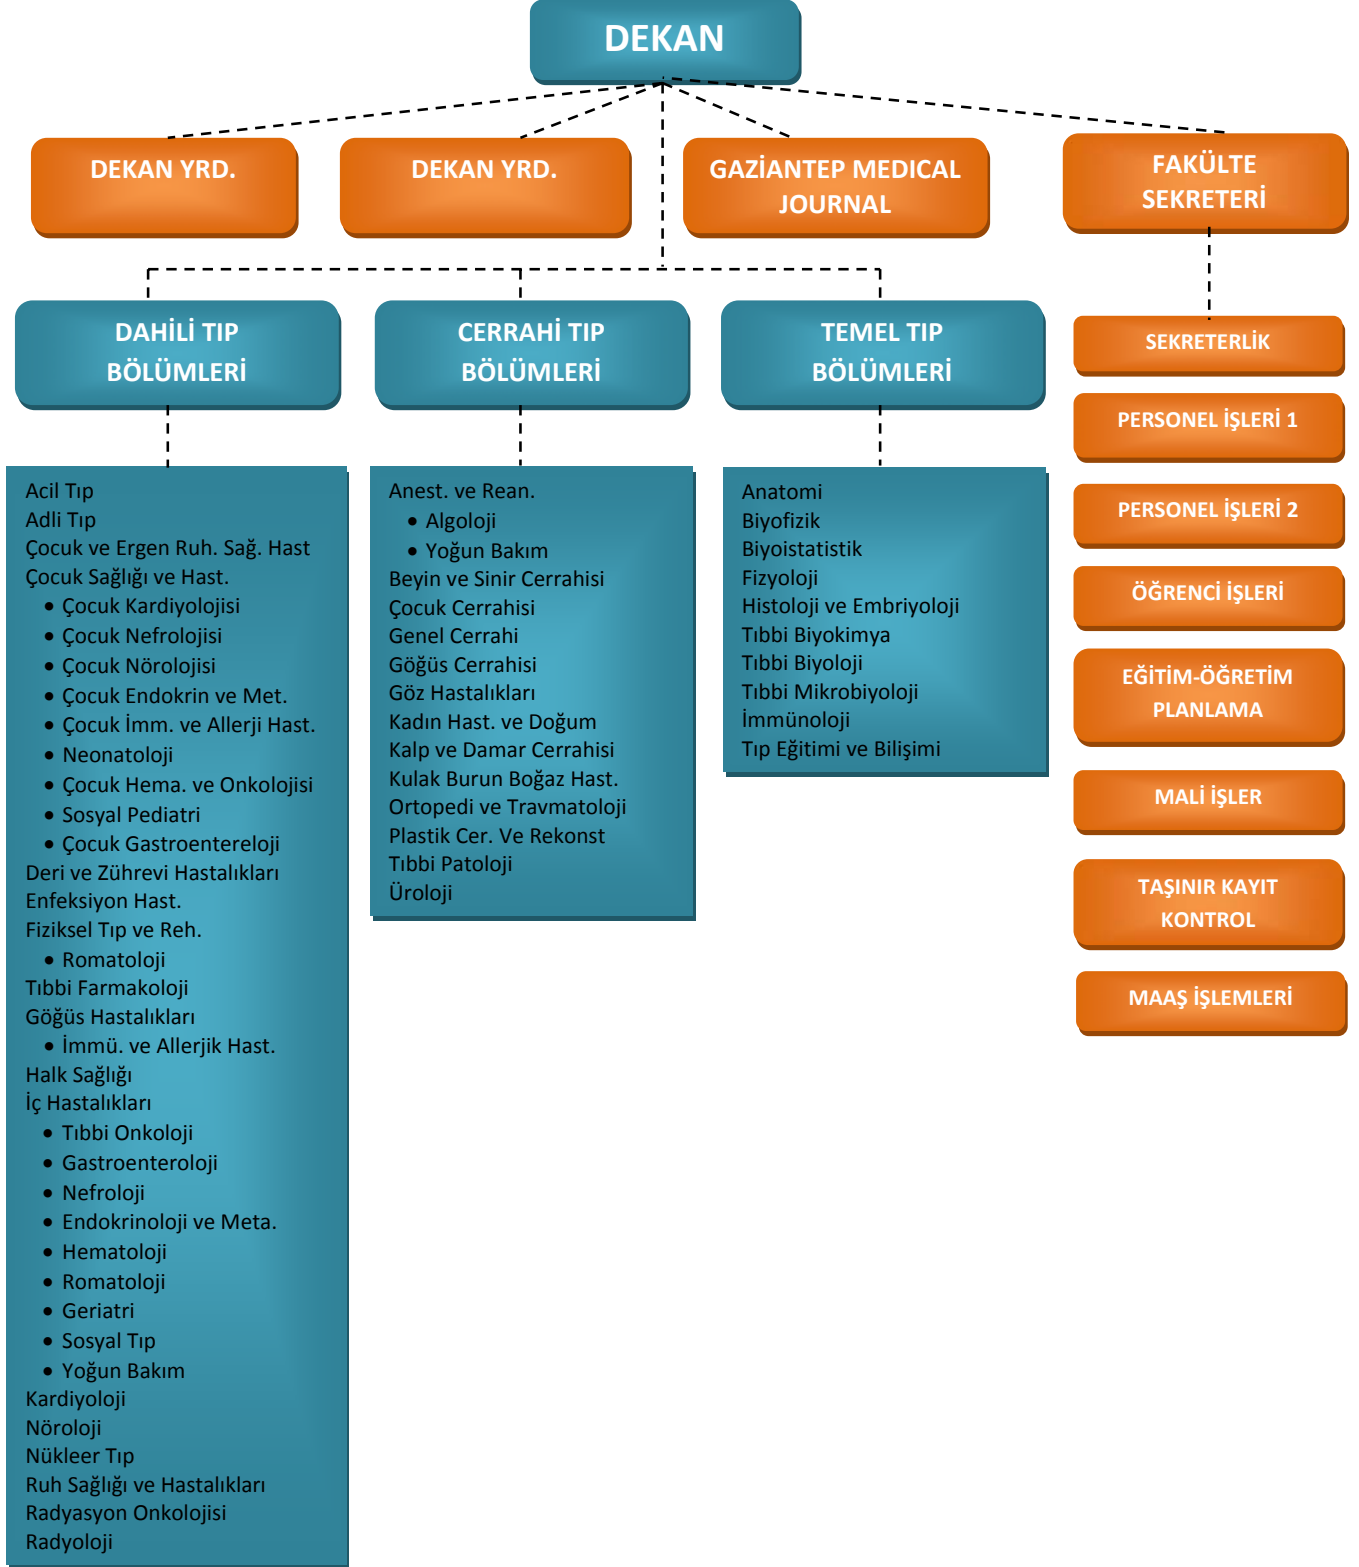 DEKAN
DEKAN YRD.
DEKAN YRD.
GAZİANTEP MEDICAL
JOURNAL
FAKÜLTE
SEKRETERİ
DAHİLİ TIP
BÖLÜMLERİ
CERRAHİ TIP
BÖLÜMLERİ
TEMEL TIP
BÖLÜMLERİ
Acil Tıp
Adli Tıp
Çocuk ve Ergen Ruh. Sağ. Hast
Çocuk Sağlığı ve Hast.
• Çocuk Kardiyolojisi
• Çocuk Nefrolojisi
• Çocuk Nörolojisi
• Çocuk Endokrin ve Met.
• Çocuk İmm. ve Allerji Hast.
• Neonatoloji
• Çocuk Hema. ve Onkolojisi
• Sosyal Pediatri
• Çocuk Gastroentereloji
Deri ve Zührevi Hastalıkları
Enfeksiyon Hast.
Fiziksel Tıp ve Reh.
• Romatoloji
Tıbbi Farmakoloji
Göğüs Hastalıkları
• İmmü. ve Allerjik Hast.
Halk Sağlığı
İç Hastalıkları
• Tıbbi Onkoloji
• Gastroenteroloji
• Nefroloji
• Endokrinoloji ve Meta.
• Hematoloji
• Romatoloji
• Geriatri
• Sosyal Tıp
• Yoğun Bakım
Kardiyoloji
Nöroloji
Nükleer Tıp
Ruh Sağlığı ve Hastalıkları
Radyasyon Onkolojisi
Radyoloji
Anest. ve Rean.
• Algoloji
• Yoğun Bakım
Beyin ve Sinir Cerrahisi
Çocuk Cerrahisi
Genel Cerrahi
Göğüs Cerrahisi
Göz Hastalıkları
Kadın Hast. ve Doğum
Kalp ve Damar Cerrahisi
Kulak Burun Boğaz Hast.
Ortopedi ve Travmatoloji
Plastik Cer. Ve Rekonst
Tıbbi Patoloji
Üroloji
Anatomi
Biyofizik
Biyoistatistik
Fizyoloji
Histoloji ve Embriyoloji
Tıbbi Biyokimya
Tıbbi Biyoloji
Tıbbi Mikrobiyoloji
İmmünoloji
Tıp Eğitimi ve Bilişimi
SEKRETERLİK
PERSONEL İŞLERİ 1
PERSONEL İŞLERİ 2
ÖĞRENCİ İŞLERİ
EĞİTİM-ÖĞRETİM
PLANLAMA
MALİ İŞLER
TAŞINIR KAYIT
KONTROL
MAAŞ İŞLEMLERİ